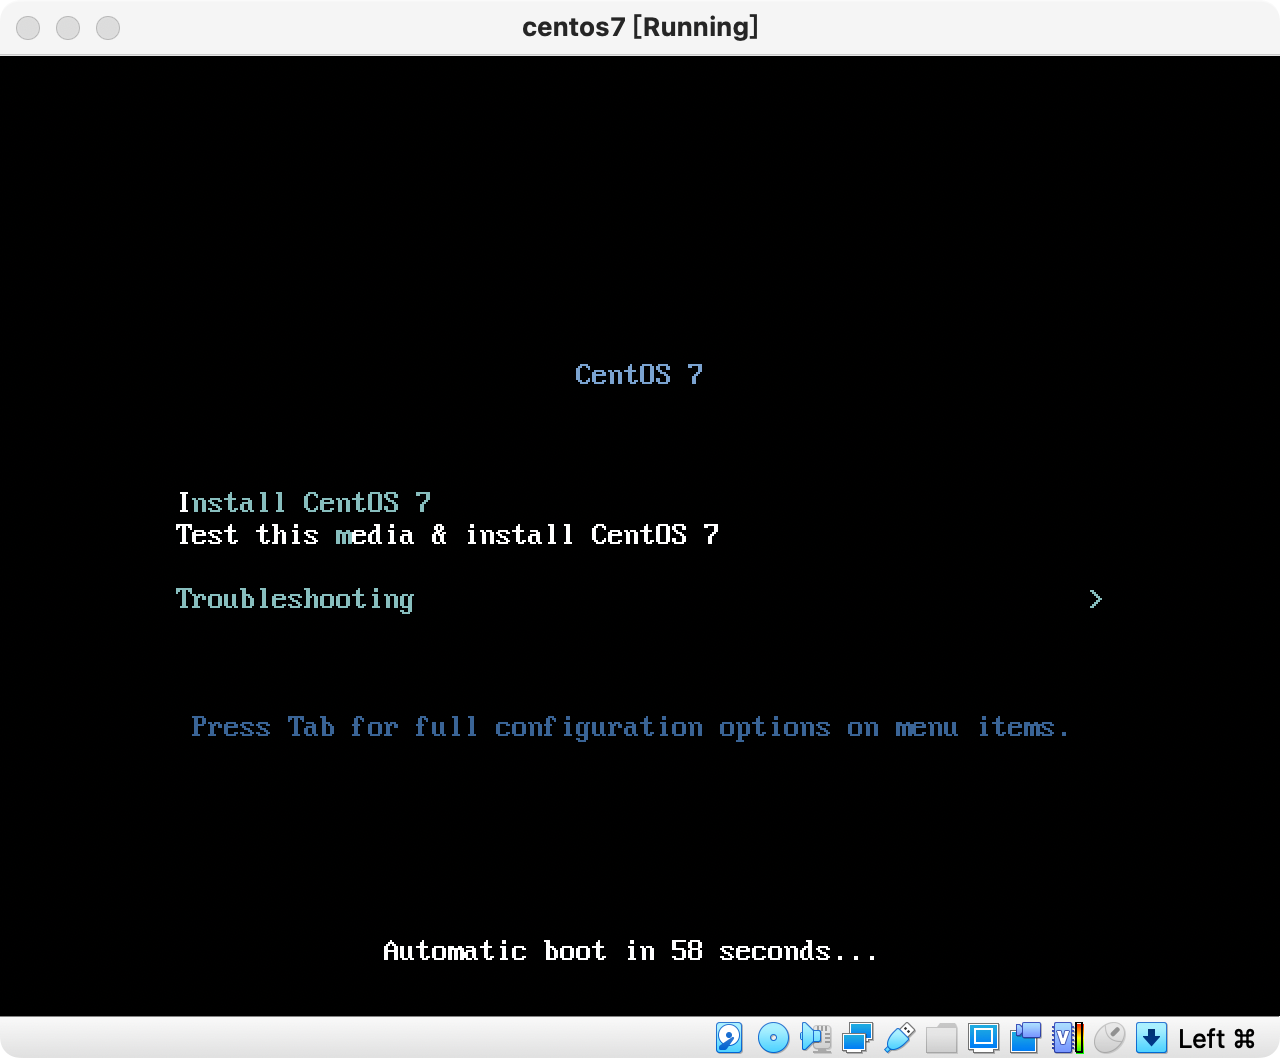 centos7 [Running]
CentOS 7
Install CentOS 7
Test this media & install CentOS 7
Troubleshooting >
Press Tab for full configuration options on menu items.
Automatic boot in 58 seconds...
V
Left ⌘